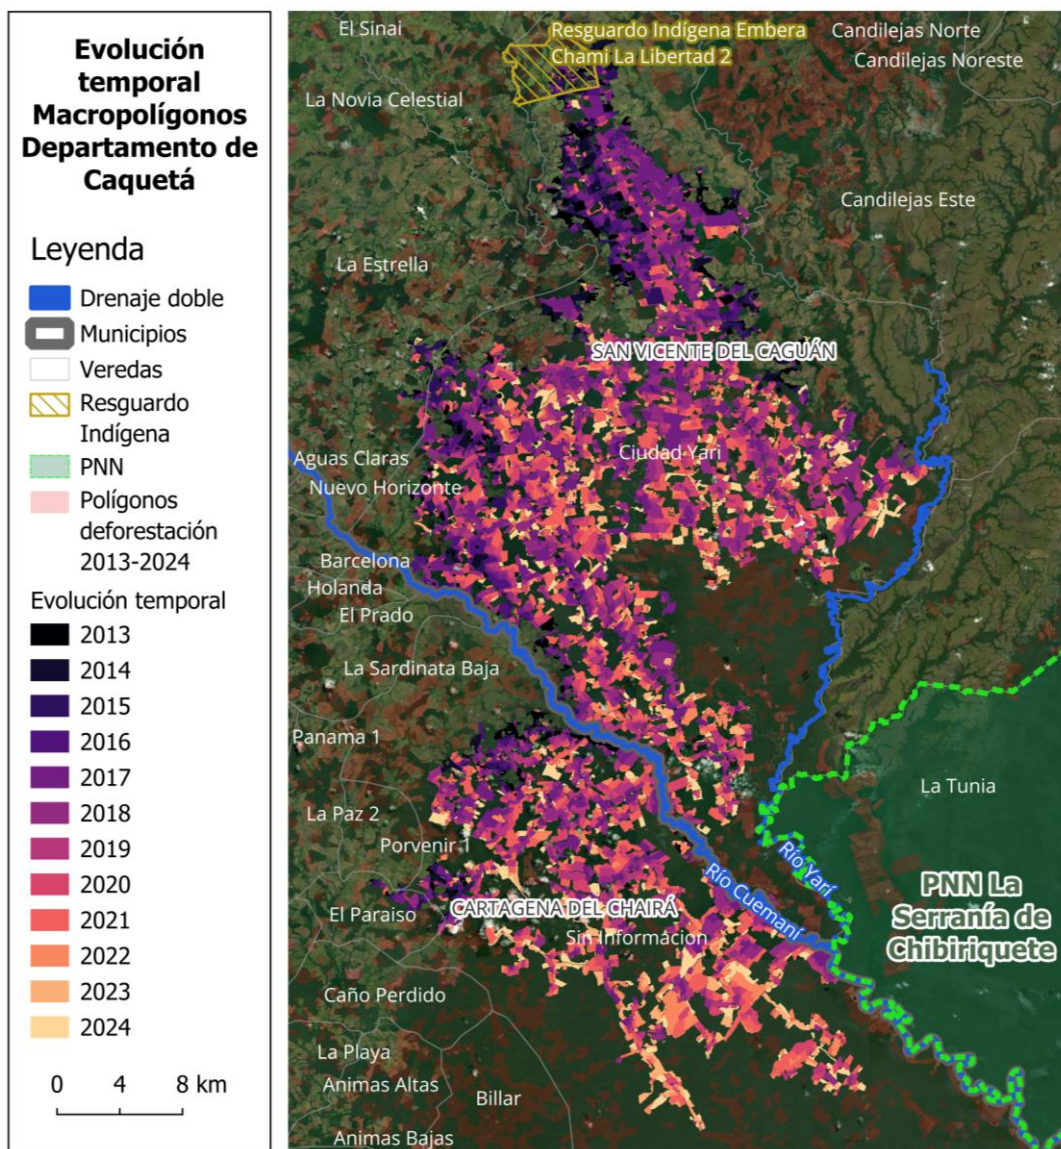 Evolución
temporal
Macropolígonos
Departamento de
Caquetá
Leyenda
Drenaje doble
Municipios
Veredas
Resguardo
Indígena
PNN
Polígonos
deforestación
2013-2024
Evolución temporal
2013
2014
2015
2016
2017
2018
2019
2020
2021
2022
2023
2024
0 4 8 km
El Sinai
Resguardo Indígena Embera
Chami La Libertad 2
Candilejas Norte
Candilejas Noreste
La Novia Celestial
Candilejas Este
La Estrella
SAN VICENTE DEL CAGUÁN
Ciudad Yari
Aguas Claras
Nuevo Horizonte
Barcelona
Holanda
El Prado
La Sardinata Baja
Panama 1
La Tunia
La Paz 2
Porvenir 1
Río Yarí
Río Cuemaní
PNN La
Serranía de
Chibiriquete
El Paraiso
CARTAGENA DEL CHAIRÁ
Sin Informacion
Caño Perdido
La Playa
Animas Altas
Billar
Animas Bajas